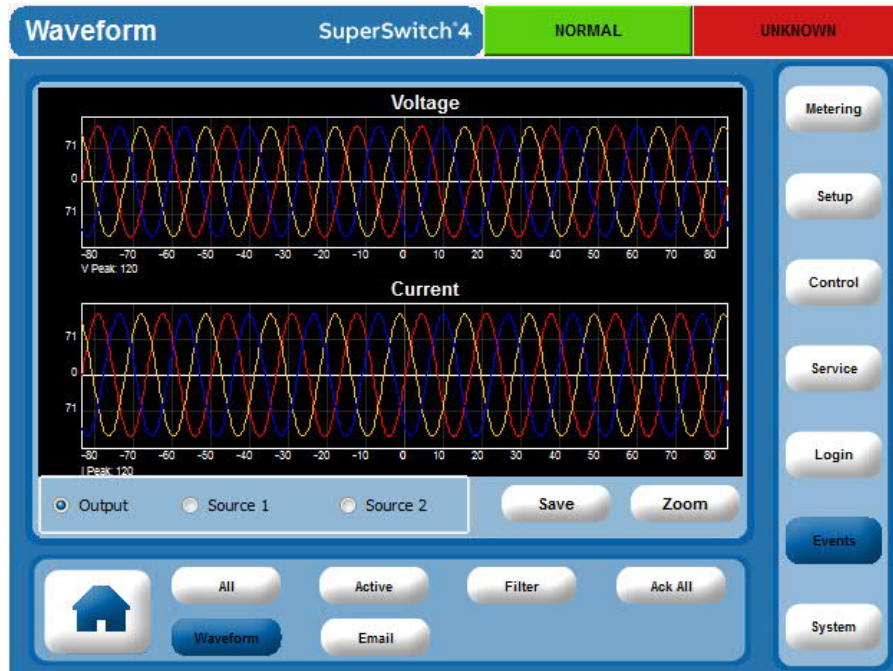 Waveform
SuperSwitch®4
NORMAL
UNKNOWN
Voltage
71
0
71
-80 -70 -60 -50 -40 -30 -20 -10 0 10 20 30 40 50 60 70 80
V Peak: 120
Current
71
0
71
-80 -70 -60 -50 -40 -30 -20 -10 0 10 20 30 40 50 60 70 80
I Peak: 120
Output Source 1 Source 2 Save Zoom
All Active Filter Ack All
Waveform Email
Metering
Setup
Control
Service
Login
Events
System